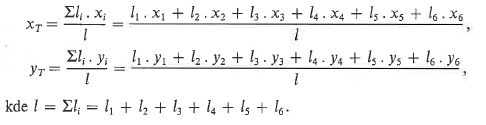 x_T = Σl_i . x_i / l = l_1 . x_1 + l_2 . x_2 + l_3 . x_3 + l_4 . x_4 + l_5 . x_5 + l_6 . x_6 / l ,
y_T = Σl_i . y_i / l = l_1 . y_1 + l_2 . y_2 + l_3 . y_3 + l_4 . y_4 + l_5 . y_5 + l_6 . y_6 / l ,
kde l = Σl_i = l_1 + l_2 + l_3 + l_4 + l_5 + l_6.